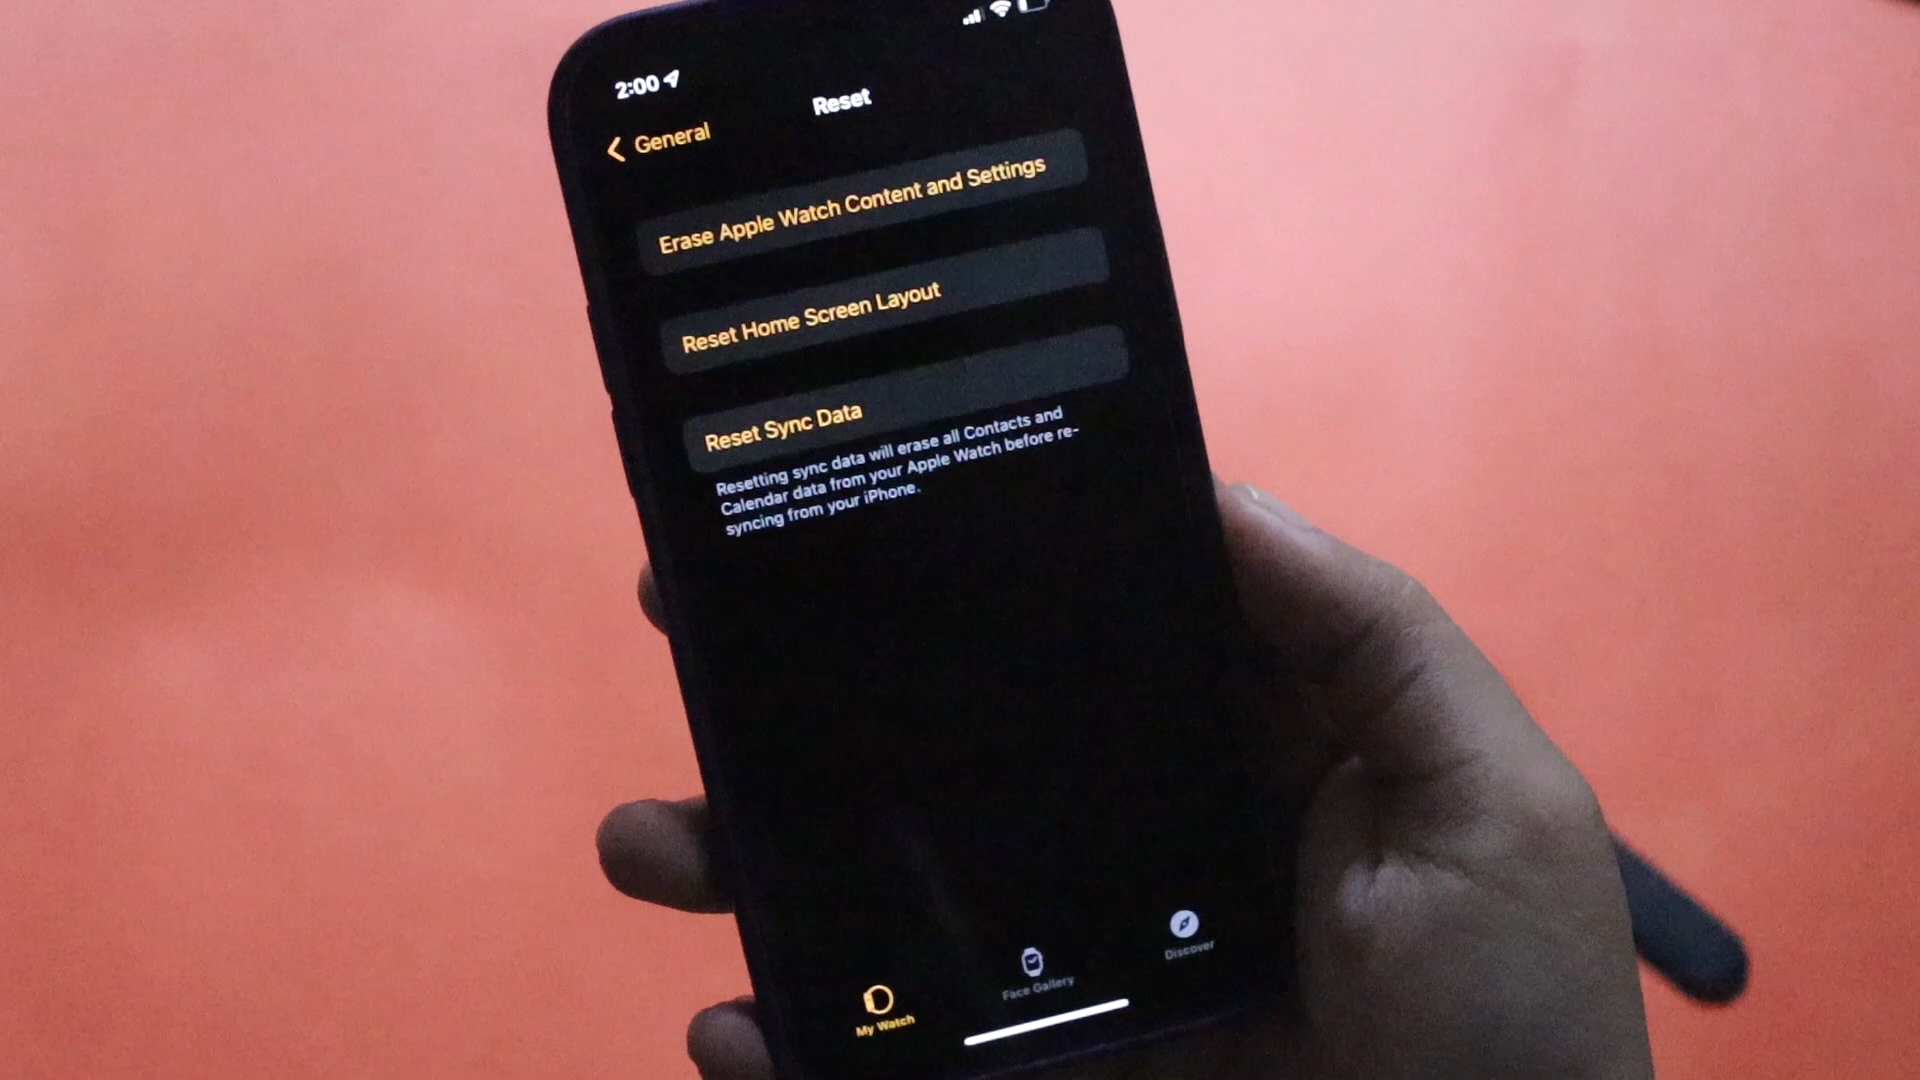 2:00
Reset
General
Erase Apple Watch Content and Settings
Reset Home Screen Layout
Reset Sync Data
Resetting sync data will erase all Contacts and
Calendar data from your Apple Watch before re-
syncing from your iPhone.
My Watch
Face Gallery
Discover